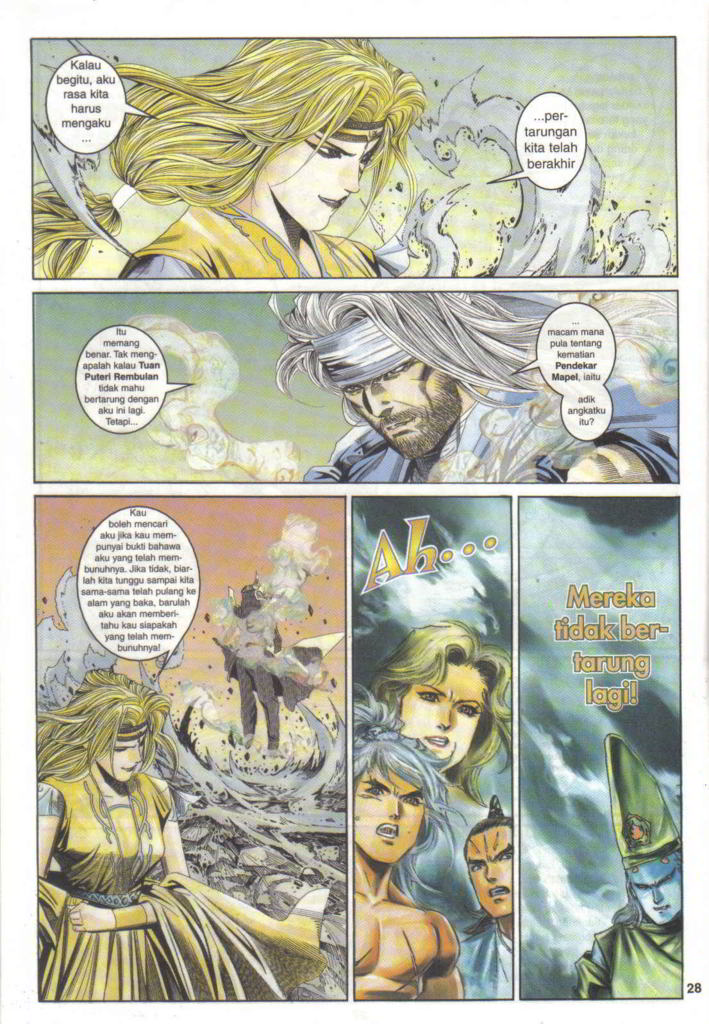 Kalau
begitu, aku
rasa kita
harus
mengaku
...
...per-
tarungan
kita telah
berakhir
Itu
memang
benar. Tak meng-
apalah kalau Tuan
Puteri Rembulan
tidak mahu
bertarung dengan
aku ini lagi.
Tetapi...
...
macam mana
pula tentang
kematian
Pendekar
Mapel, iaitu
adik
angkatku
itu?
Kau
boleh mencari
aku jika kau mem-
punyai bukti bahawa
aku yang telah mem-
bunuhnya. Jika tidak, biar-
lah kita tunggu sampai kita
sama-sama telah pulang ke
alam yang baka, barulah
aku akan memberi-
tahu kau siapakah
yang telah mem-
bunuhnya!
Ah...
Mereka
tidak ber-
tarung
lagi!
28